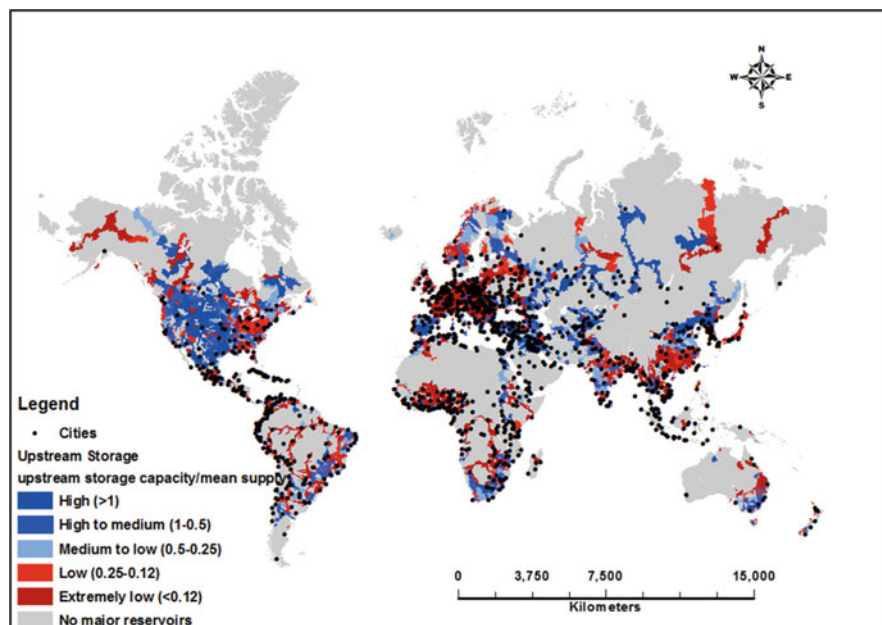 N
W E
S
Legend
Cities
Upstream Storage
upstream storage capacity/mean supply
High (>1)
High to medium (1-0.5)
Medium to low (0.5-0.25)
Low (0.25-0.12)
Extremely low (<0.12)
No major reservoirs
0 3,750 7,500 15,000
Kilometers